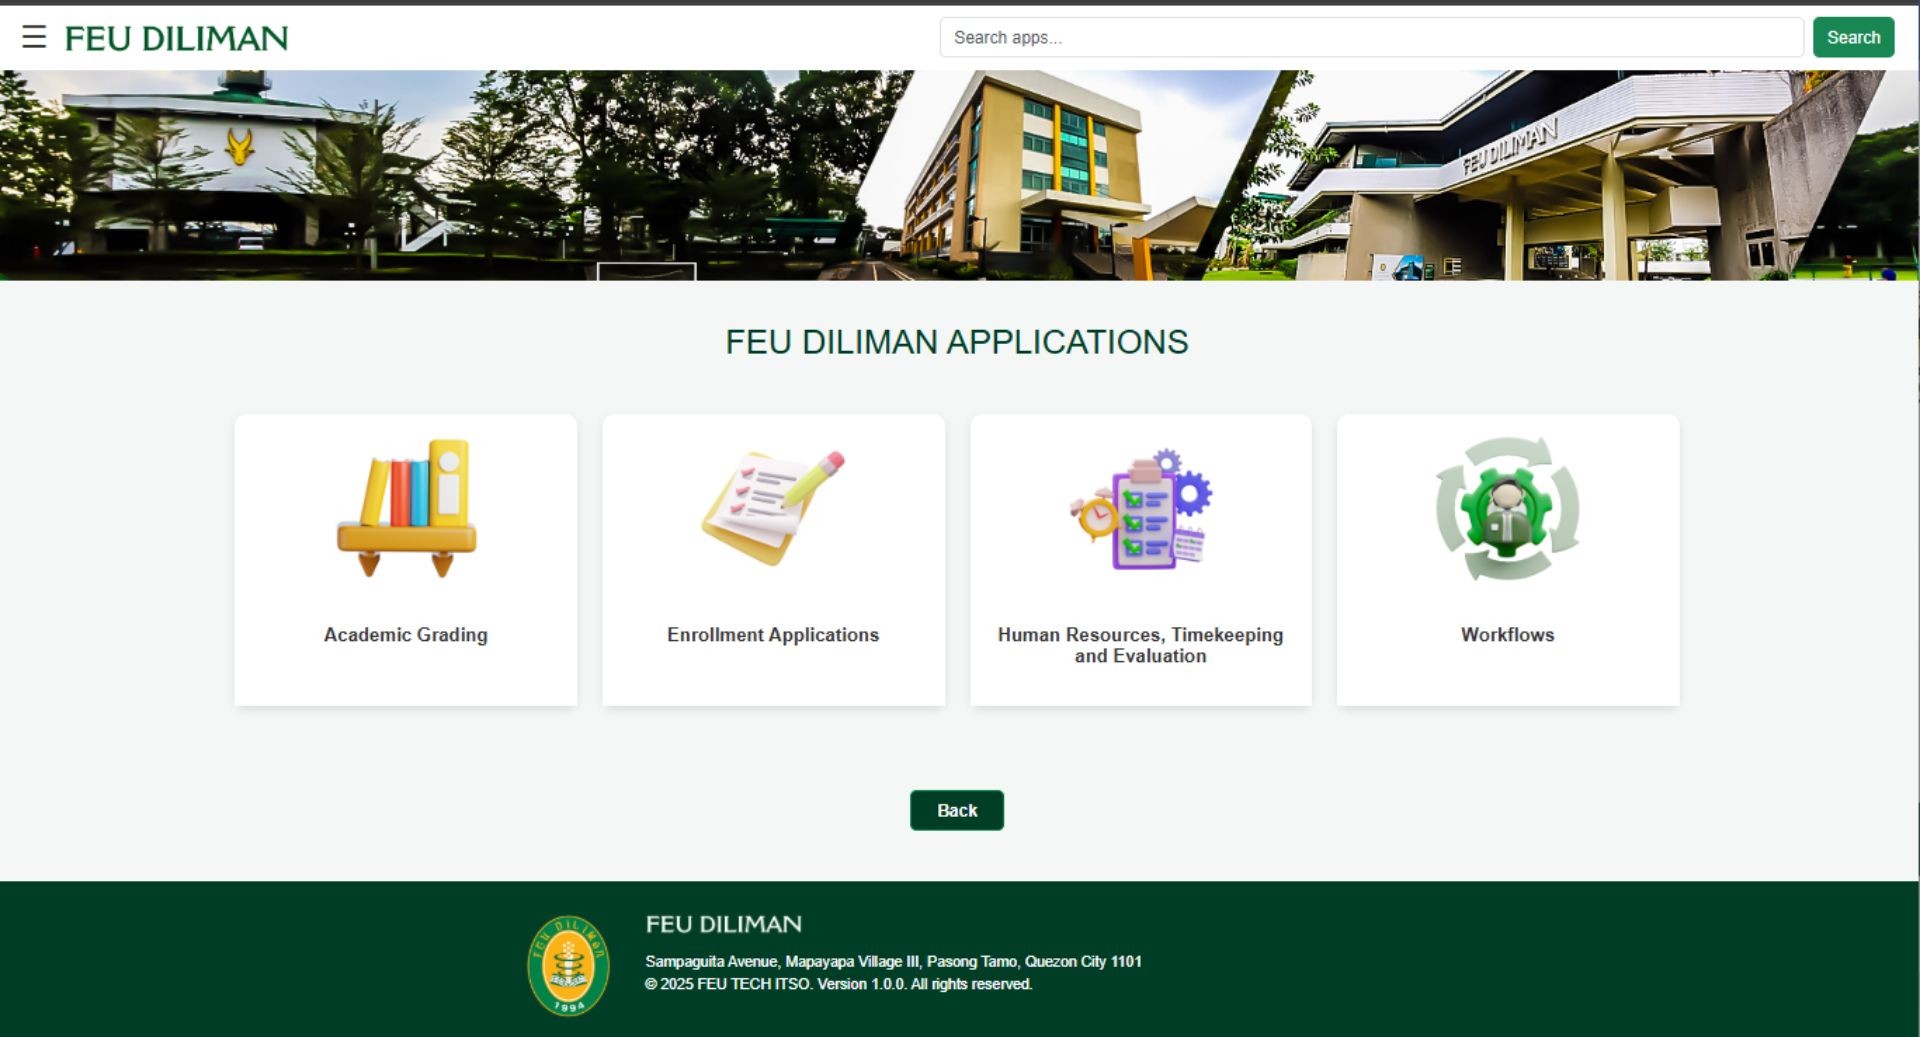 FEU DILIMAN
Search apps...
Search
FEU DILIMAN
FEU DILIMAN APPLICATIONS
Academic Grading
Enrollment Applications
Human Resources, Timekeeping
and Evaluation
Workflows
Back
FEU DILIMAN
1994
FEU DILIMAN
Sampaguita Avenue, Mapayapa Village III, Pasong Tamo, Quezon City 1101
© 2025 FEU TECH ITSO. Version 1.0.0. All rights reserved.